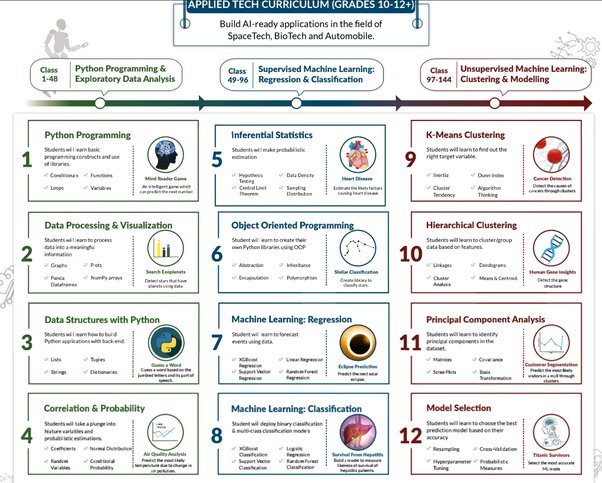 APPLIED TECH CURRICULUM (GRADES 10-12+)
Build AI-ready applications in the field of
SpaceTech, BioTech and Automobile.
Class
1-48
Python Programming &
Exploratory Data Analysis
Class
49-96
Supervised Machine Learning:
Regression & Classification
Class
97-144
Unsupervised Machine Learning:
Clustering & Modelling
1
Python Programming
Students will learn basic
programming constructs and use
of libraries.
Conditionals
Functions
Loops
Variables
Mind Reader Game
An intelligent game which
can predict the next number.
2
Data Processing & Visualization
Students will learn to process
data into a meaningful
information.
Graphs
Plots
Panda
Dataframes
NumPy arrays
Search Exoplanets
Detect stars that have
planets using data.
3
Data Structures with Python
Students will learn how to build
Python applications with back-end.
Lists
Tuples
Strings
Dictionaries
Guess a Word
Guess a word based on the
jumbled letters and its part of
speech.
4
Correlation & Probability
Students will take a plunge into
feature variables and
probabilistic estimations.
Coefficients
Normal Distribution
Random
Variables
Conditional
Probability
Air Quality Analysis
Predict the most likely
temperature due to change in
air pollution.
5
Inferential Statistics
Students will make probabilistic
estimation
Hypothesis
Testing
Data Density
Central Limit
Theorem
Sampling
Distribution
Heart Disease
Estimate the likely factors
causing heart disease
6
Object Oriented Programming
Students will learn to create their
own Python libraries using OOP
Abstraction
Inheritance
Encapsulation
Polymorphism
Stellar Classification
Create library to
classify stars.
7
Machine Learning: Regression
Students will learn to forecast
events using data.
XGBoost
Regression
Linear Regression
Support Vector
Regression
Random Forest
Regression
Eclipse Prediction
Predict the next solar
eclipse.
8
Machine Learning: Classification
Student will deploy binary classification
& multi-class classification models
XGBoost
Classification
Logistic
Regression
Support Vector
Classification
Random Forest
Classification
Survival From Hepatitis
Build a model to measure
likeliness of survival of
hepatitis patients.
9
K-Means Clustering
Students will learn to find out the
right target variable.
Inertia
Dunn Index
Cluster
Tendency
Algorithm
Thinking
Cancer Detection
Detect the causes of
cancers through clusters
10
Hierarchical Clustering
Students will learn to cluster/group
data based on features.
Linkages
Dendograms
Cluster
Analysis
Means & Centroid
Human Gene Insights
Detect the gene
structure
11
Principal Component Analysis
Students will learn to identify
principal components in the
dataset.
Matrices
Covariance
Scree Plots
Basis
Transformation
Customer Segmentation
Predict the most likely
visitors in a mall through
clusters
12
Model Selection
Students will learn to choose the best
prediction model based on their
accuracy
Resampling
Cross-Validation
Hyperparameter
Tuning
Probabilistic
Measures
Titanic Survivors
Select the most accurate
ML mode